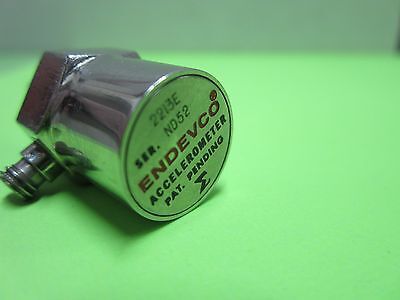 2213E
SER. ND52
ENDEVCO®
ACCELEROMETER
PAT. PENDING
Σ